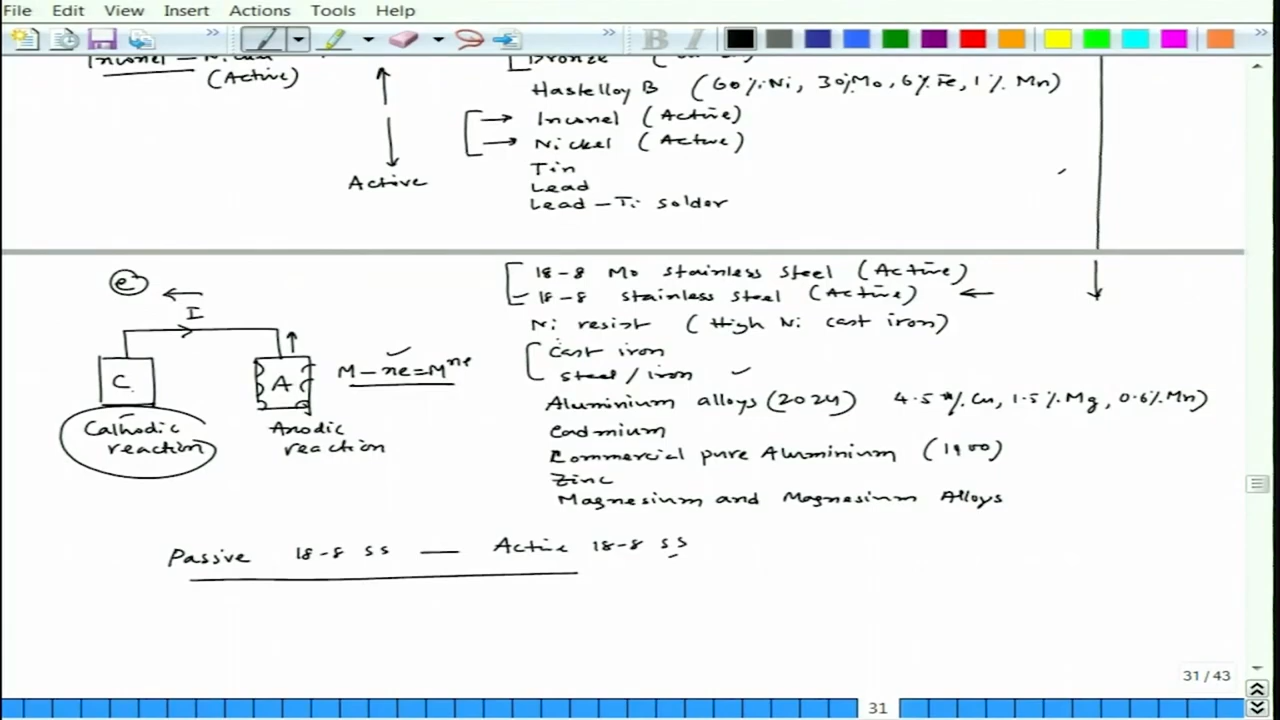 File Edit View Insert Actions Tools Help
B I
(Active)
Active
Hastelloy B (60%Ni, 30%Mo, 6% Fe, 1% Mn)
Inconel (Active)
Nickel (Active)
Tin
Lead
Lead - Ti solder
e
I
C
A
M - ne = M^ne
Cathodic
reaction
Anodic
reaction
18-8 Mo stainless steel (Active)
18-8 stainless steel (Active)
Ni resist (High Ni cast iron)
Cast iron
Steel/iron
Aluminium alloys (2024) 4.5% Cu, 1.5% Mg, 0.6% Mn)
Cadmium
Commercial pure Aluminium (1100)
Zinc
Magnesium and Magnesium Alloys
Passive 18-8 SS — Active 18-8 SS
31 / 43
31